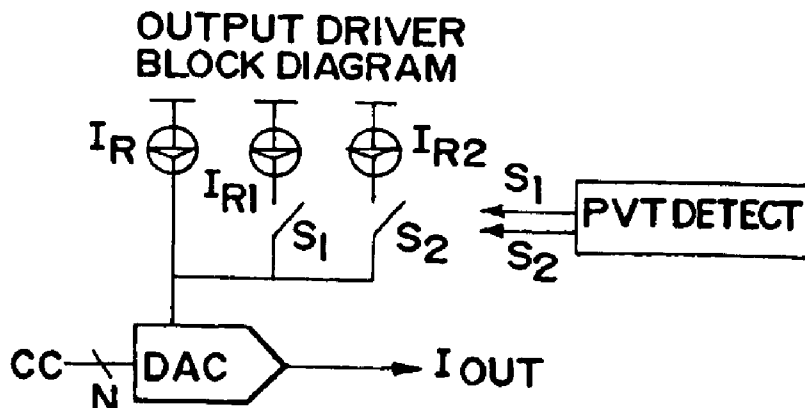 OUTPUT DRIVER
BLOCK DIAGRAM
IR
IR1
IR2
S1
S2
S1
PVT DETECT
S2
CC
N
DAC
IOUT